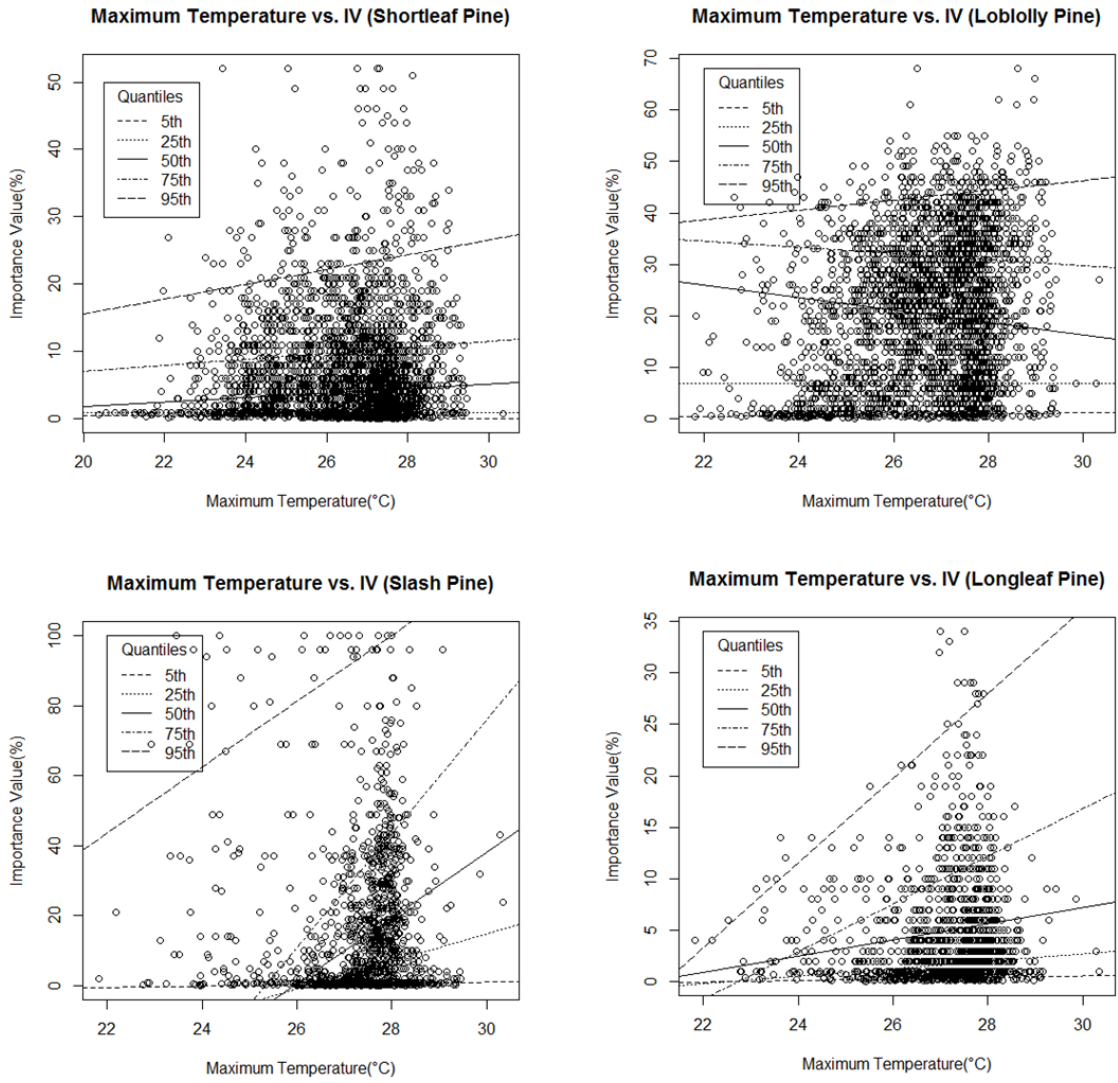 Maximum Temperature vs. IV (Shortleaf Pine)
Importance Value(%)
50
40
30
20
10
0
Quantiles
5th
25th
50th
75th
95th
20 22 24 26 28 30
Maximum Temperature(°C)
Maximum Temperature vs. IV (Loblolly Pine)
Importance Value(%)
70
60
50
40
30
20
10
0
Quantiles
5th
25th
50th
75th
95th
22 24 26 28 30
Maximum Temperature(°C)
Maximum Temperature vs. IV (Slash Pine)
Importance Value(%)
100
80
60
40
20
0
Quantiles
5th
25th
50th
75th
95th
22 24 26 28 30
Maximum Temperature(°C)
Maximum Temperature vs. IV (Longleaf Pine)
Importance Value(%)
35
30
25
20
15
10
5
0
Quantiles
5th
25th
50th
75th
95th
22 24 26 28 30
Maximum Temperature(°C)